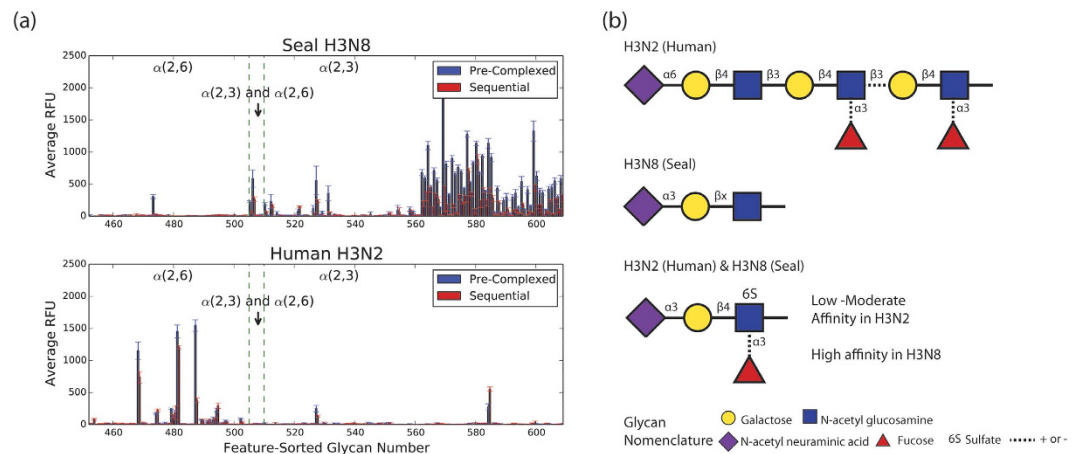 (a)
Seal H3N8
2500
2000
1500
1000
500
0
Average RFU
α(2,6)
α(2,3)
α(2,3) and α(2,6)
Pre-Complexed
Sequential
460 480 500 520 540 560 580 600
Human H3N2
2500
2000
1500
1000
500
0
Average RFU
α(2,6)
α(2,3)
α(2,3) and α(2,6)
Pre-Complexed
Sequential
460 480 500 520 540 560 580 600
Feature-Sorted Glycan Number
(b)
H3N2 (Human)
α6 β4 β3 β4 β3 β4
α3 α3
H3N8 (Seal)
α3 βx
H3N2 (Human) & H3N8 (Seal)
6S
α3 β4
α3
Low -Moderate
Affinity in H3N2
High affinity in H3N8
Glycan
Nomenclature
Galactose N-acetyl glucosamine
N-acetyl neuraminic acid Fucose 6S Sulfate + or -